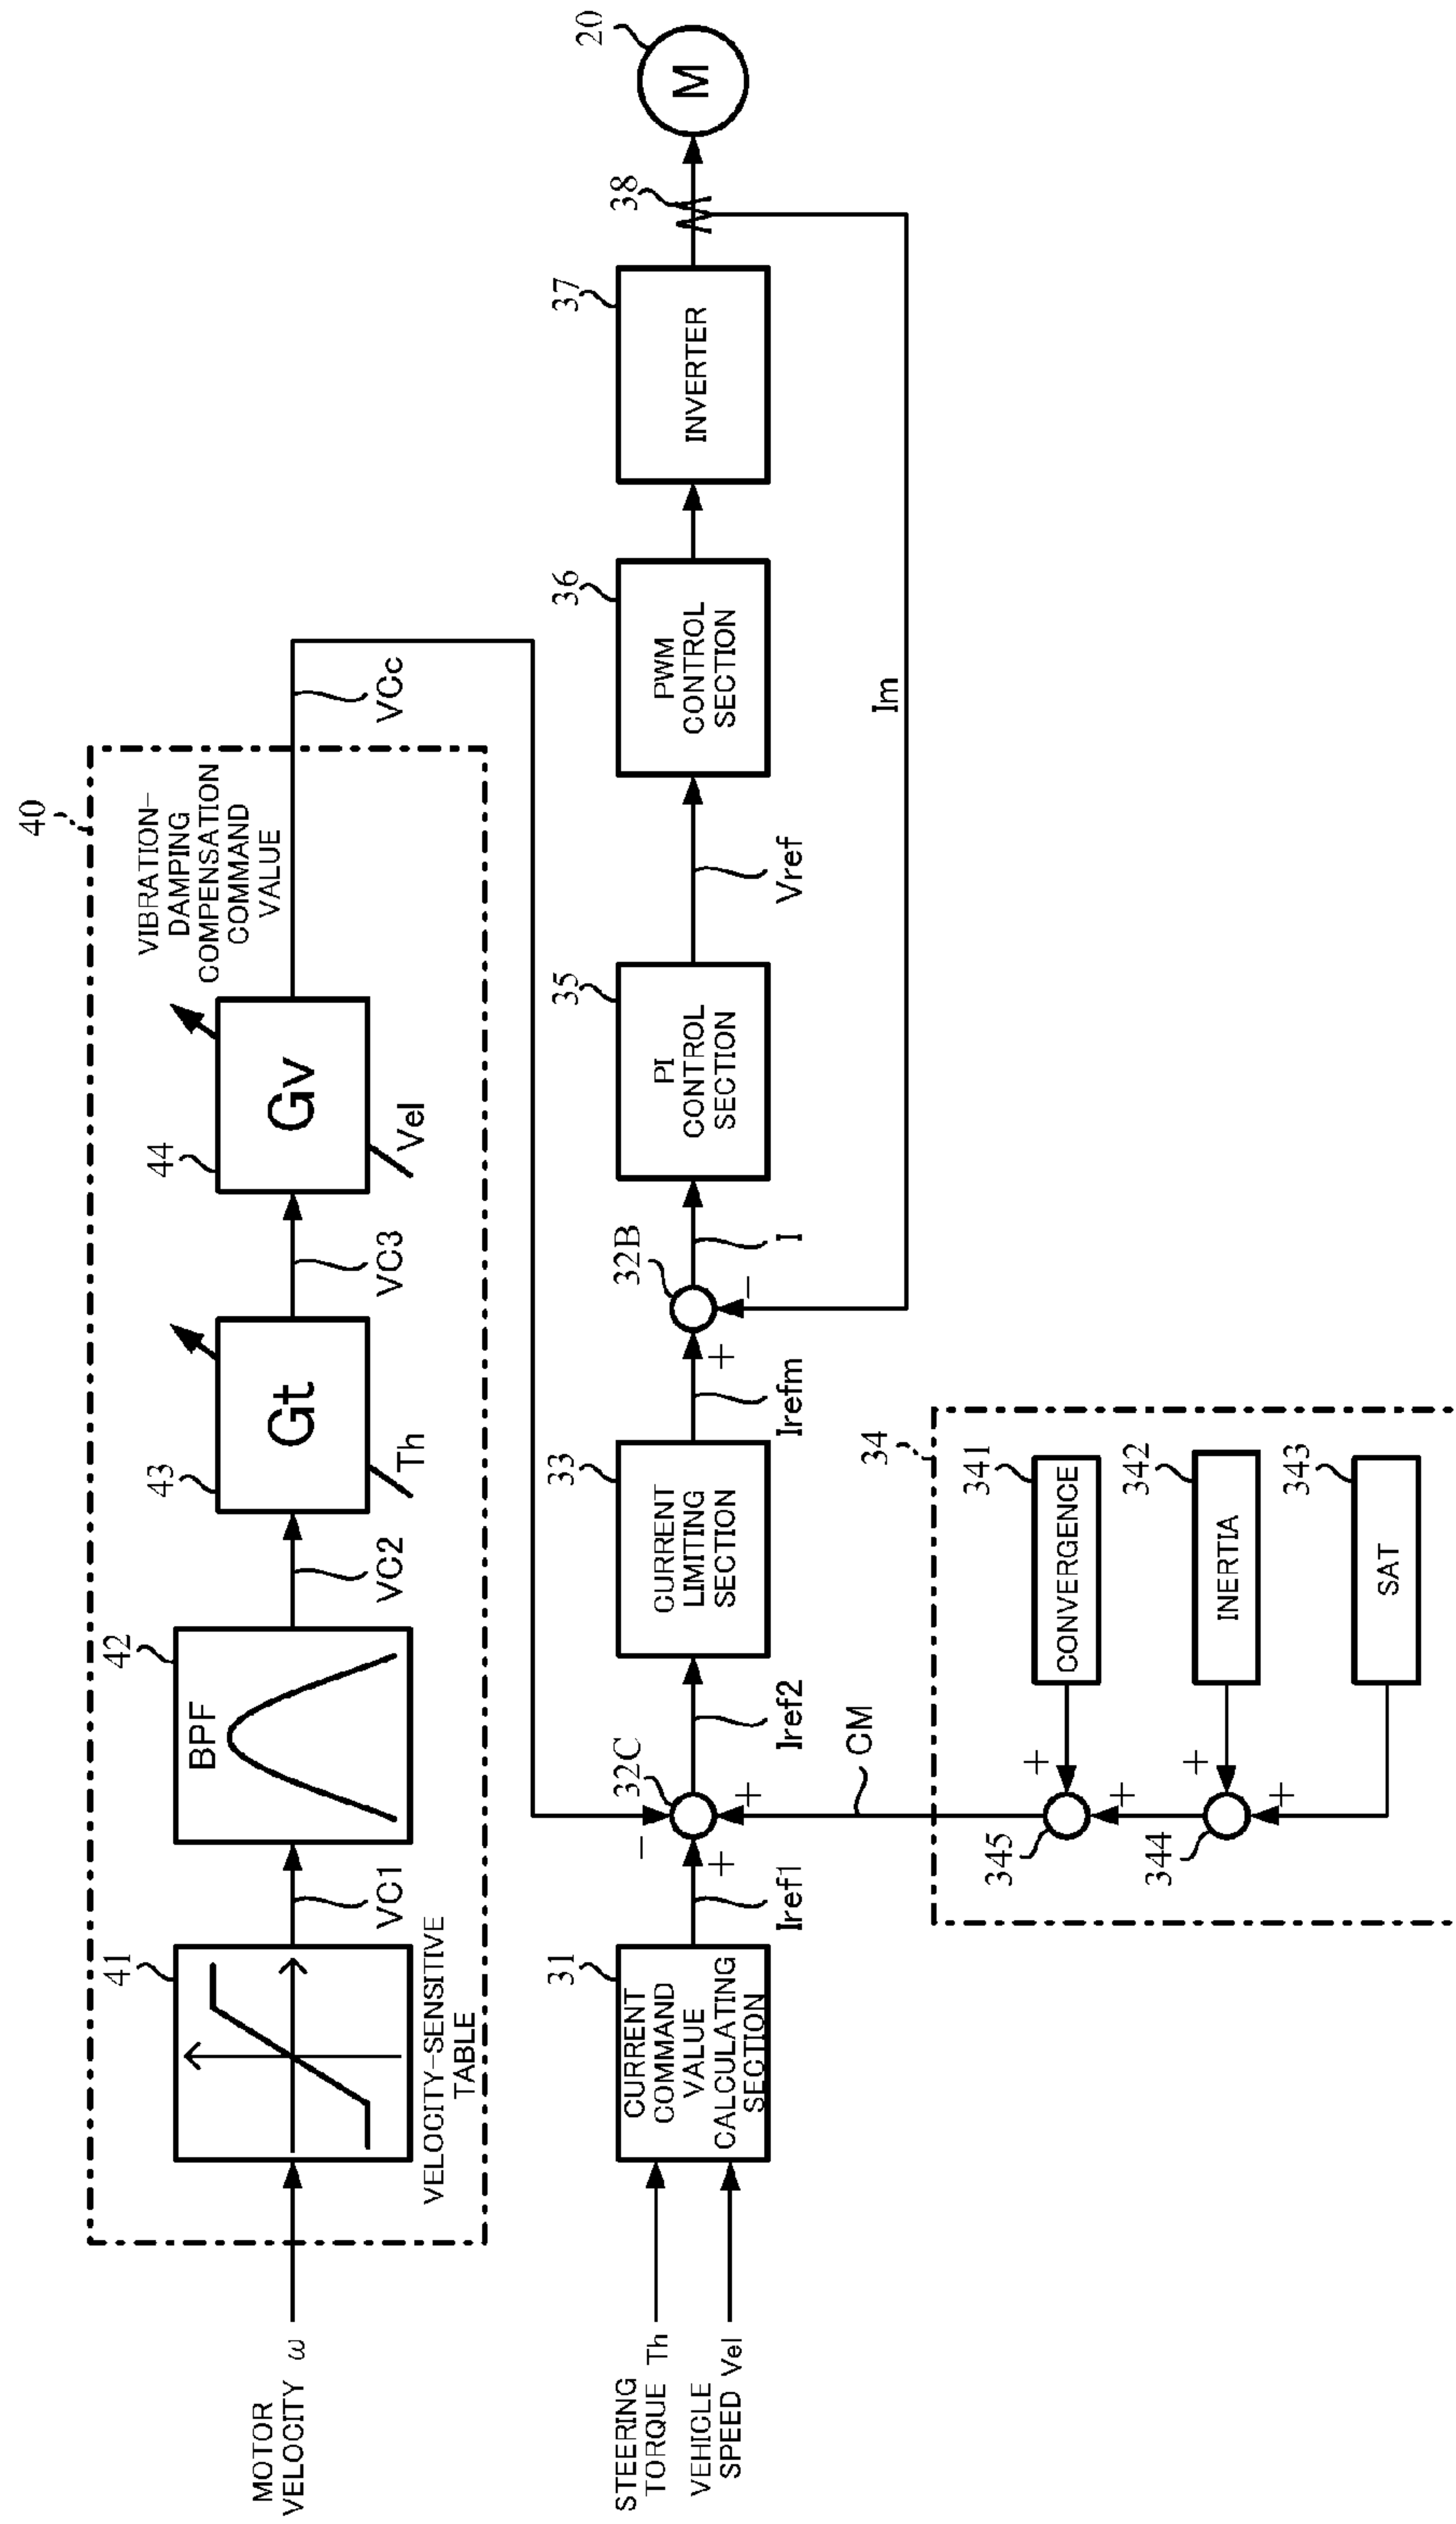 40
MOTOR
VELOCITY ω
41
VELOCITY-SENSITIVE
TABLE
VC1
42
BPF
VC2
43
Gt
Th
VC3
44
Gv
Vel
VIBRATION-
DAMPING
COMPENSATION
COMMAND
VALUE
VCc
STEERING
TORQUE Th
VEHICLE
SPEED Vel
31
CURRENT
COMMAND
VALUE
CALCULATING
SECTION
Iref1
+
-
+
32C
Iref2
33
CURRENT
LIMITING
SECTION
Irefm
+
-
32B
I
35
PI
CONTROL
SECTION
Vref
36
PWM
CONTROL
SECTION
37
INVERTER
38
20
M
Im
CM
34
341
CONVERGENCE
+
+
345
342
INERTIA
+
+
344
343
SAT